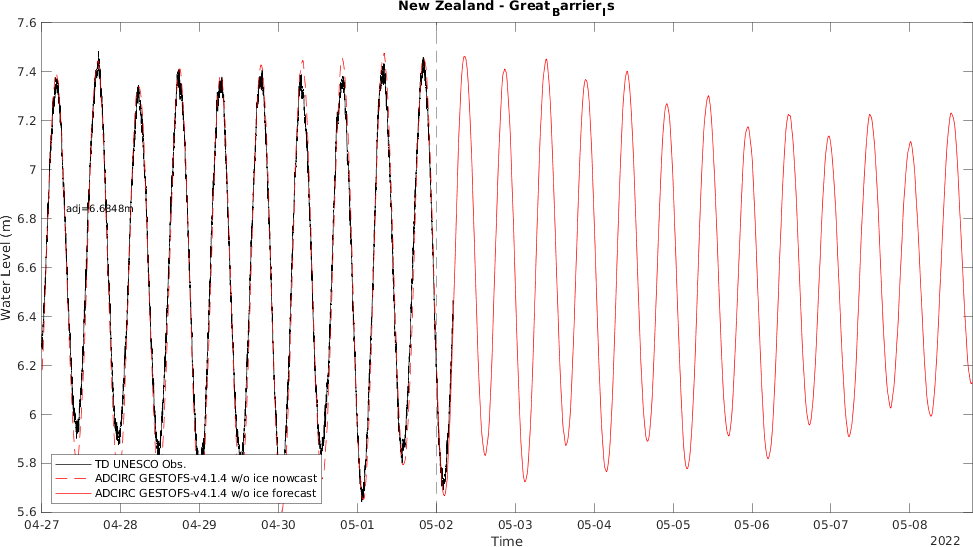 New Zealand - GreatBarrierIs
7.6
7.4
7.2
7
6.8
6.6
6.4
6.2
6
5.8
5.6
Water Level (m)
adj=6.6848m
TD UNESCO Obs.
ADCIRC GESTOFS-v4.1.4 w/o ice nowcast
ADCIRC GESTOFS-v4.1.4 w/o ice forecast
04-27 04-28 04-29 04-30 05-01 05-02 05-03 05-04 05-05 05-06 05-07 05-08
Time
2022